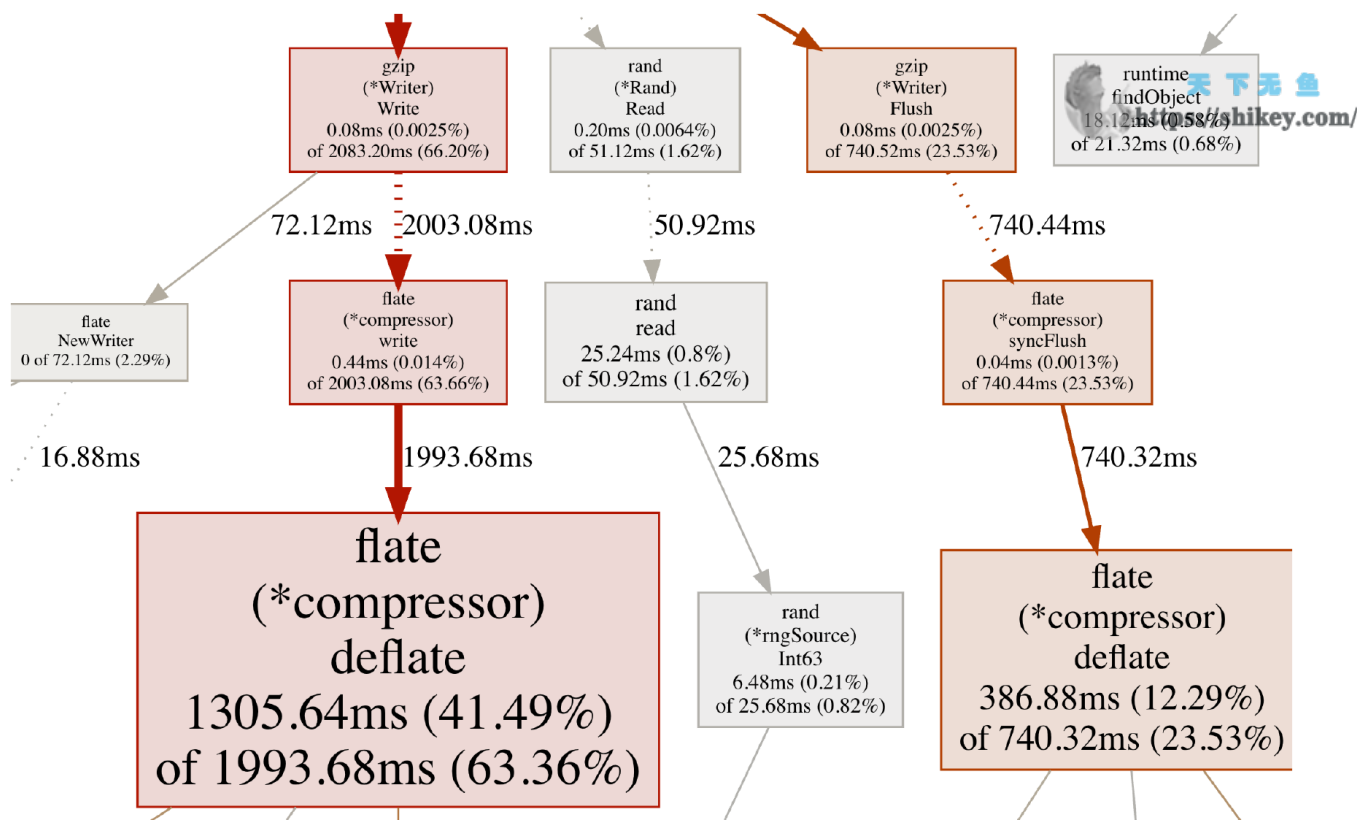 gzip
(*Writer)
Write
0.08ms (0.0025%)
of 2083.20ms (66.20%)
rand
(*Rand)
Read
0.20ms (0.0064%)
of 51.12ms (1.62%)
gzip
(*Writer)
Flush
0.08ms (0.0025%)
of 740.52ms (23.53%)
runtime
findObject
18.12ms (0.58%)
of 21.32ms (0.68%)
天下无鱼
https://shikey.com/
72.12ms
2003.08ms
50.92ms
740.44ms
flate
NewWriter
0 of 72.12ms (2.29%)
flate
(*compressor)
write
0.44ms (0.014%)
of 2003.08ms (63.66%)
rand
read
25.24ms (0.8%)
of 50.92ms (1.62%)
flate
(*compressor)
syncFlush
0.04ms (0.0013%)
of 740.44ms (23.53%)
16.88ms
1993.68ms
25.68ms
740.32ms
flate
(*compressor)
deflate
1305.64ms (41.49%)
of 1993.68ms (63.36%)
rand
(*rngSource)
Int63
6.48ms (0.21%)
of 25.68ms (0.82%)
flate
(*compressor)
deflate
386.88ms (12.29%)
of 740.32ms (23.53%)